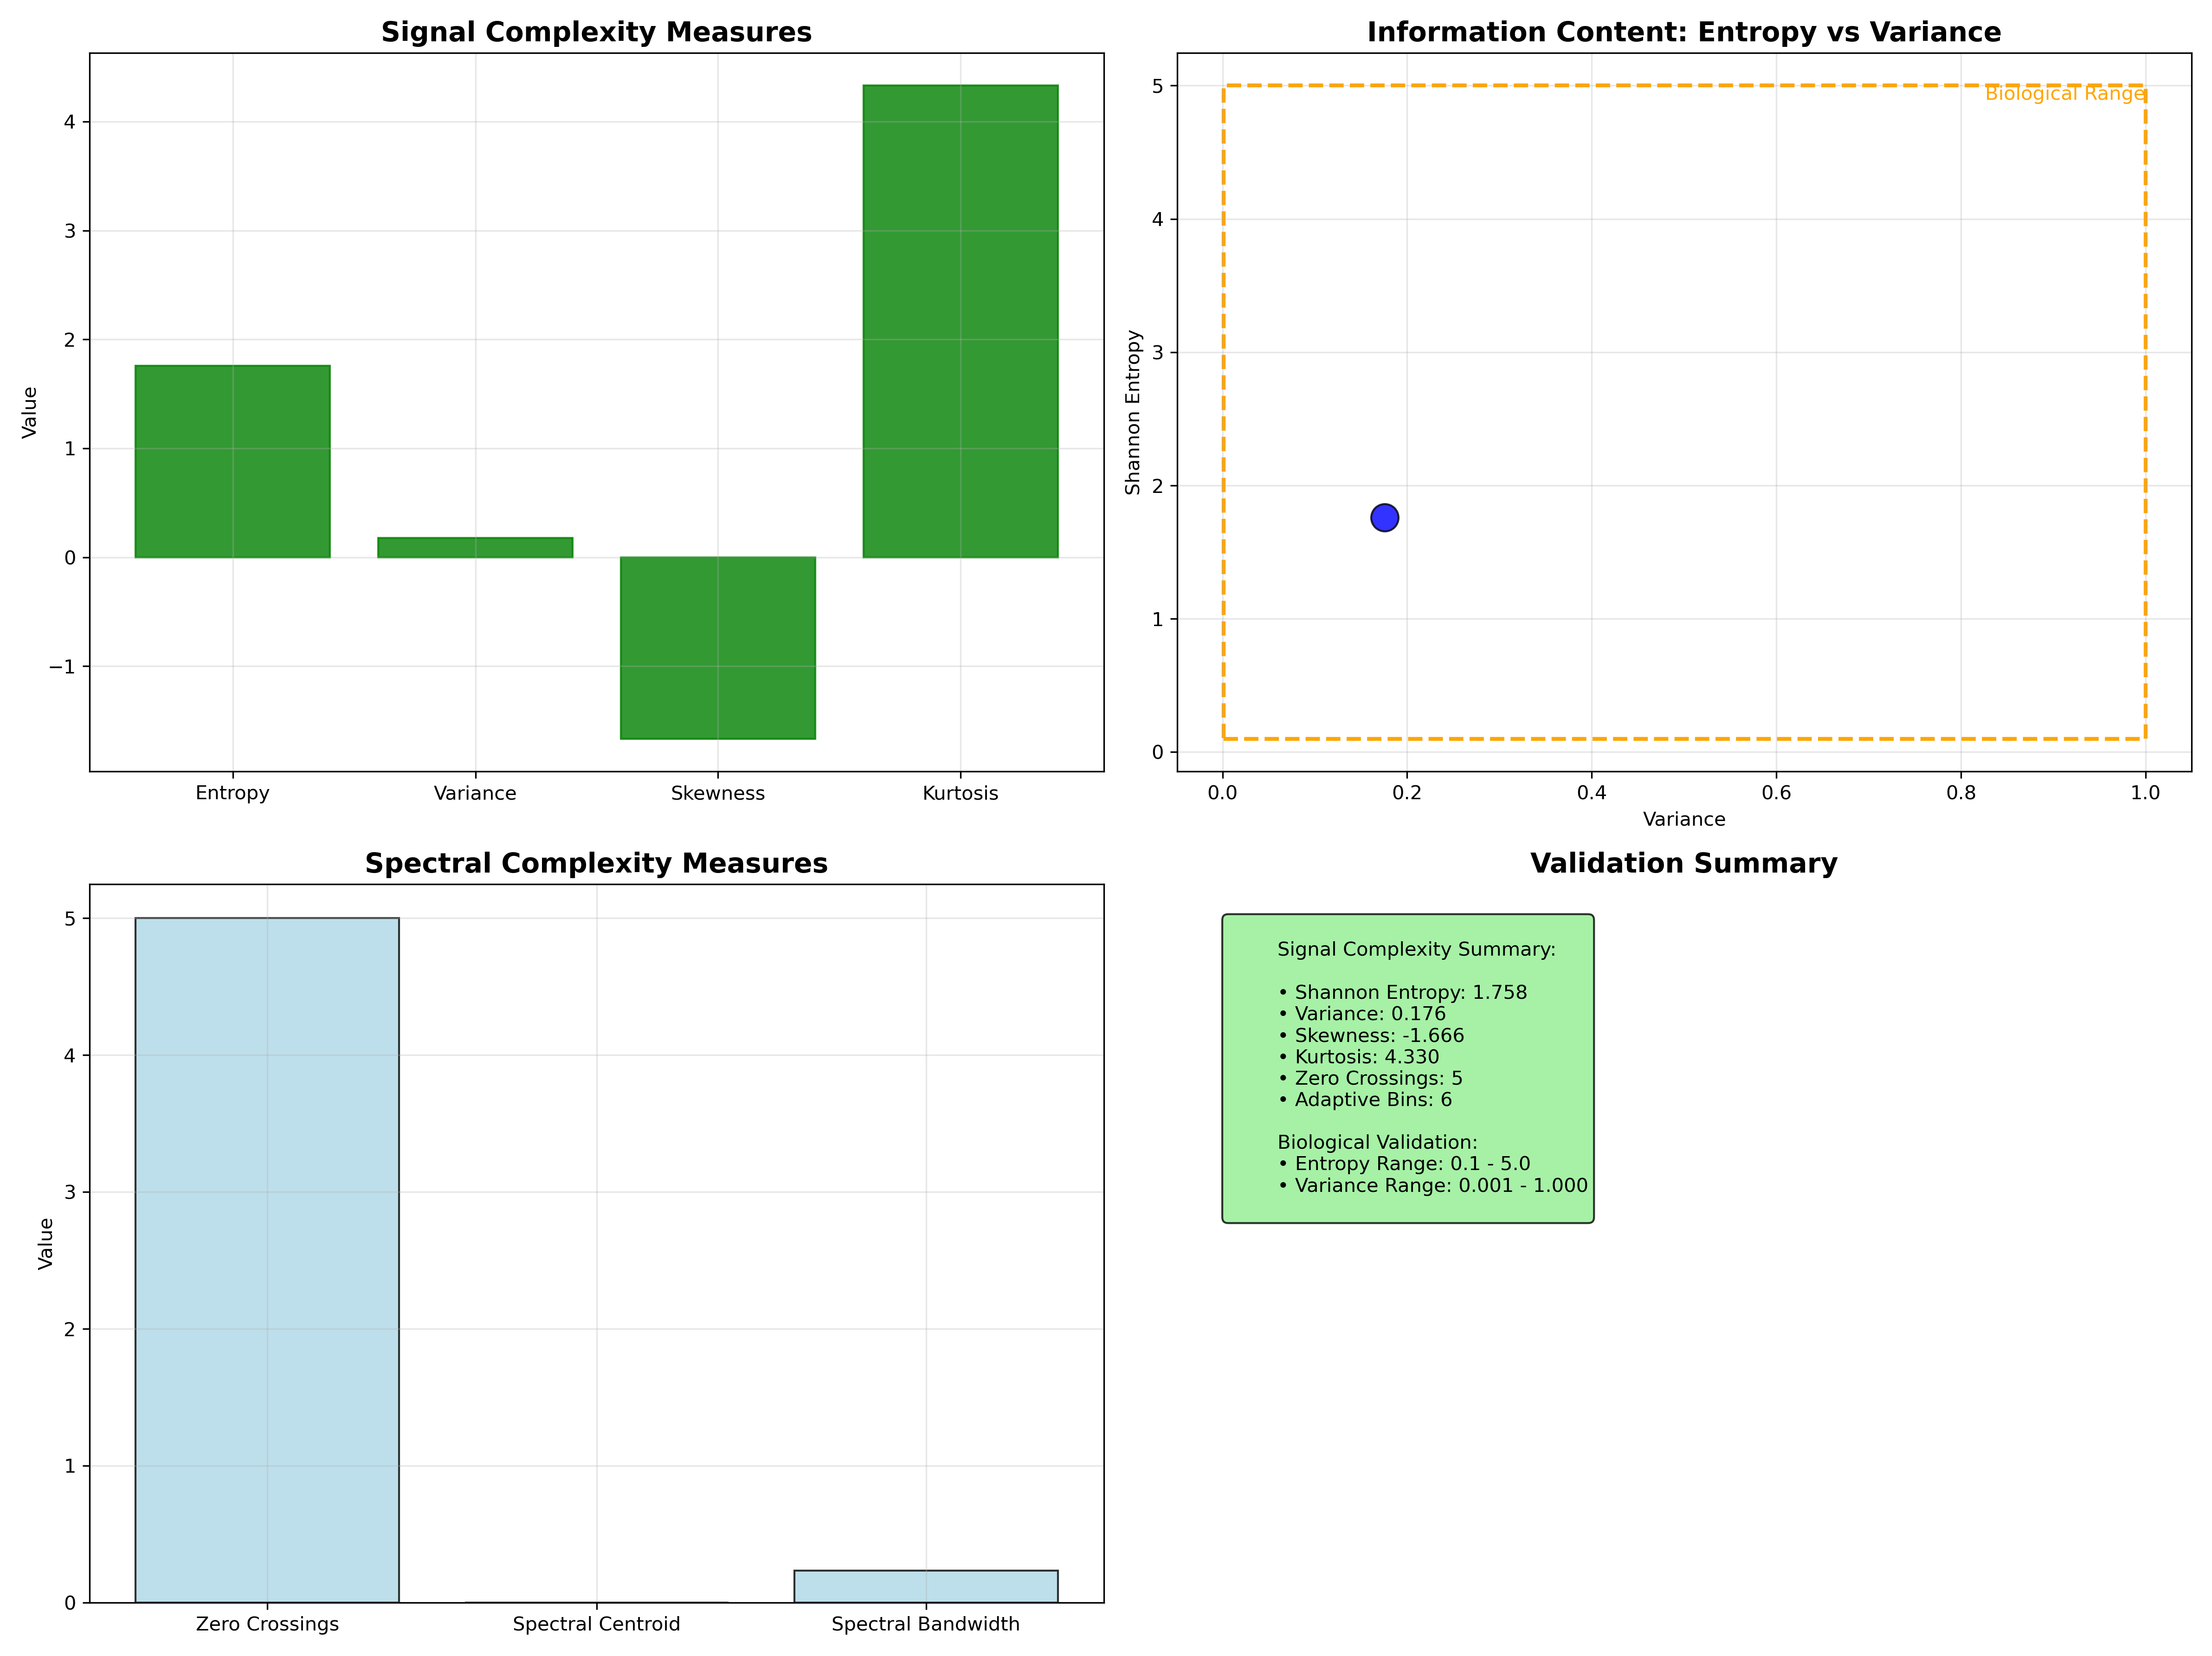 Signal Complexity Measures
Value
4
3
2
1
0
−1
Entropy Variance Skewness Kurtosis
Information Content: Entropy vs Variance
Shannon Entropy
5
4
3
2
1
0
Biological Range
0.0 0.2 0.4 0.6 0.8 1.0
Variance
Spectral Complexity Measures
Value
5
4
3
2
1
0
Zero Crossings Spectral Centroid Spectral Bandwidth
Validation Summary
Signal Complexity Summary:
• Shannon Entropy: 1.758
• Variance: 0.176
• Skewness: -1.666
• Kurtosis: 4.330
• Zero Crossings: 5
• Adaptive Bins: 6
Biological Validation:
• Entropy Range: 0.1 - 5.0
• Variance Range: 0.001 - 1.000